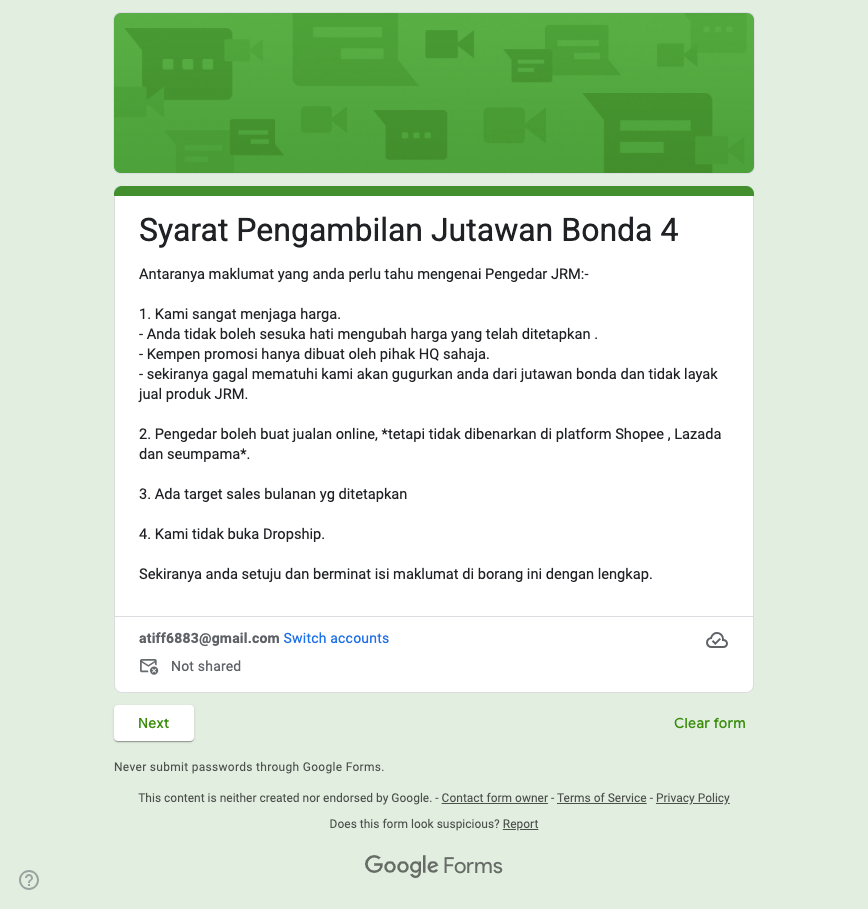 Syarat Pengambilan Jutawan Bonda 4
Antaranya maklumat yang anda perlu tahu mengenai Pengedar JRM:-
1. Kami sangat menjaga harga.
- Anda tidak boleh sesuka hati mengubah harga yang telah ditetapkan .
- Kempen promosi hanya dibuat oleh pihak HQ sahaja.
- sekiranya gagal mematuhi kami akan gugurkan anda dari jutawan bonda dan tidak layak
jual produk JRM.
2. Pengedar boleh buat jualan online, *tetapi tidak dibenarkan di platform Shopee , Lazada
dan seumpama*.
3. Ada target sales bulanan yg ditetapkan
4. Kami tidak buka Dropship.
Sekiranya anda setuju dan berminat isi maklumat di borang ini dengan lengkap.
atiff6883@gmail.com Switch accounts
Not shared
Next
Clear form
Never submit passwords through Google Forms.
This content is neither created nor endorsed by Google. - Contact form owner - Terms of Service - Privacy Policy
Does this form look suspicious? Report
Google Forms